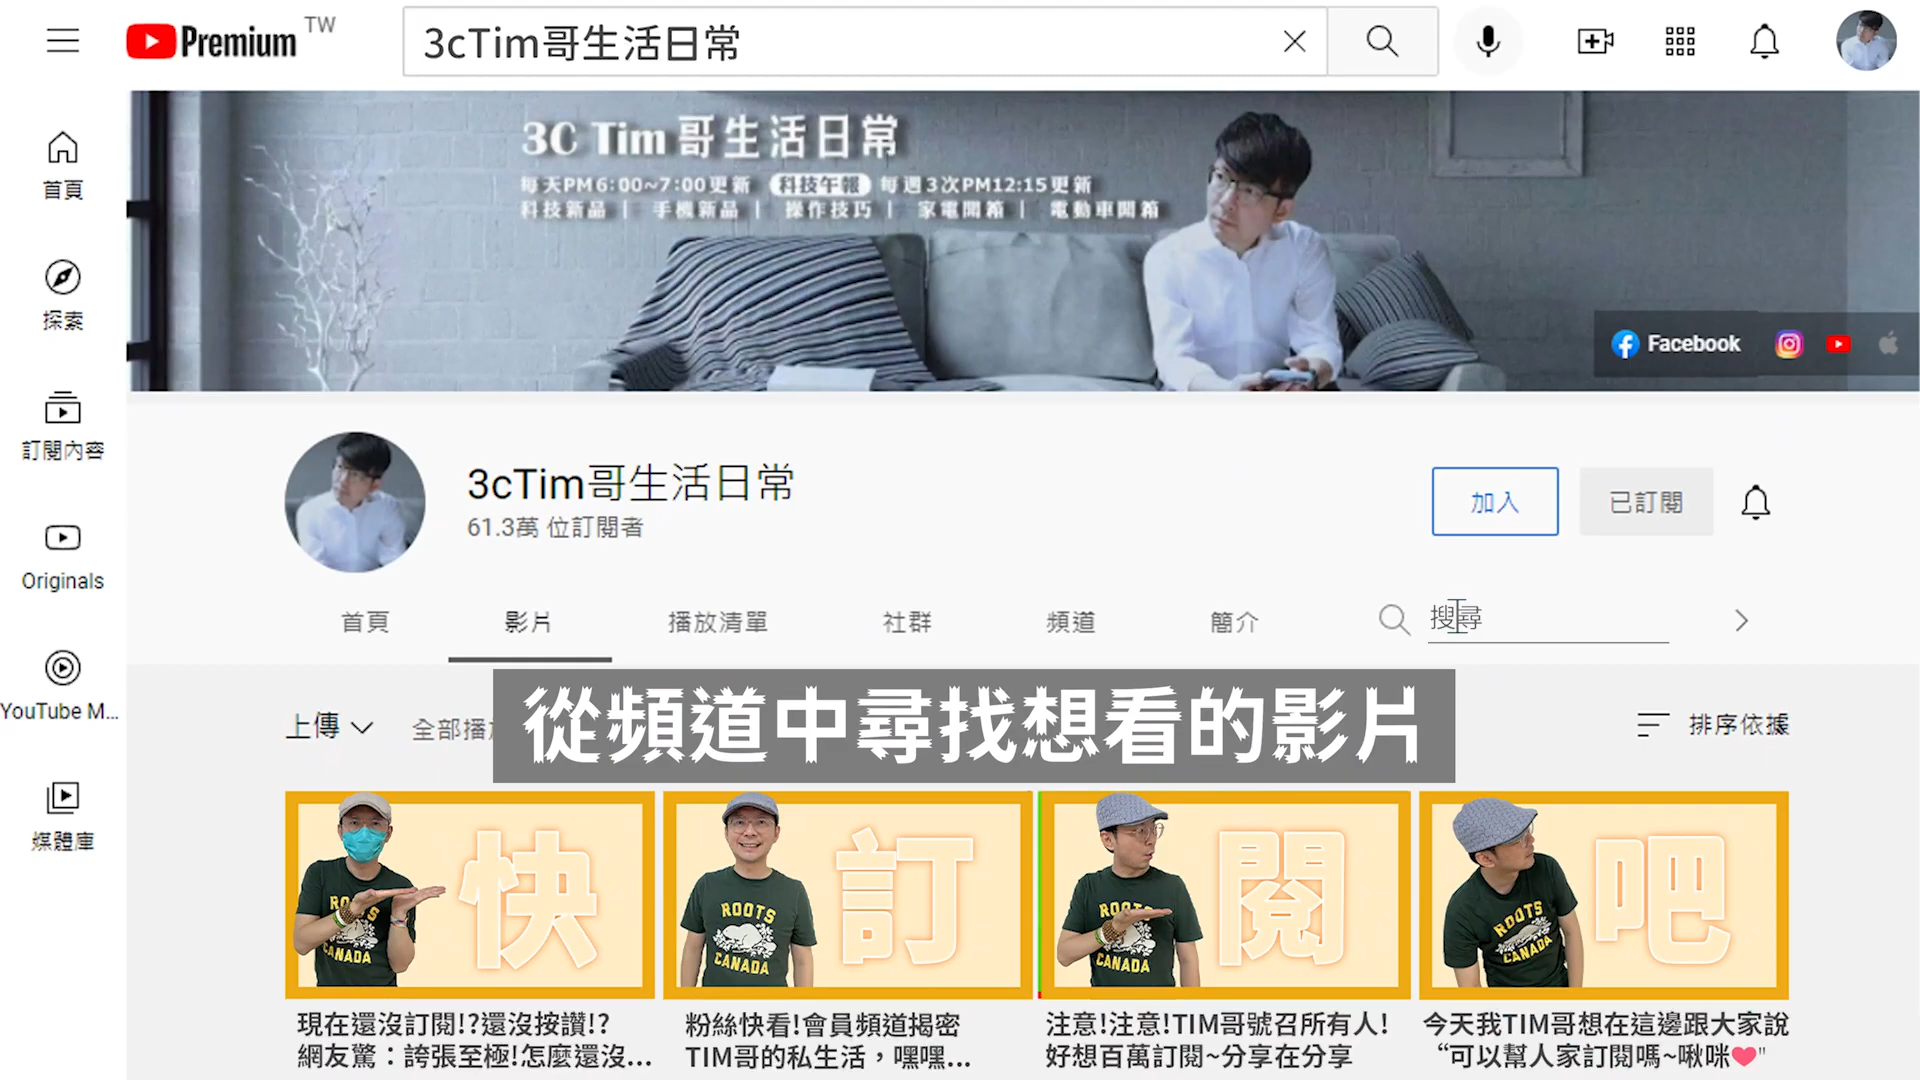 Premium TW
3cTim哥生活日常
首頁
探索
訂閱內容
Originals
YouTube M...
媒體庫
3C Tim 哥生活日常
每天PM6:00~7:00更新 科技午報 每週3次PM12:15更新
科技新品 | 手機新品 | 操作技巧 | 家電開箱 | 電動車開箱
Facebook
3cTim哥生活日常
61.3萬 位訂閱者
加入
已訂閱
首頁 影片 播放清單 社群 頻道 簡介 搜尋
從頻道中尋找想看的影片
上傳 全部播放
排序依據
快 訂 閱 吧
ROOTS
CANADA
ROOTS
CANADA
ROOTS
CANADA
ROOTS
CANADA
現在還沒訂閱!?還沒按讚!?
網友驚：誇張至極!怎麼還沒...
粉絲快看!會員頻道揭密
TIM哥的私生活，嘿嘿...
注意!注意!TIM哥號召所有人!
好想百萬訂閱~分享在分享
今天我TIM哥想在這邊跟大家說
“可以幫人家訂閱嗎~啾咪❤"